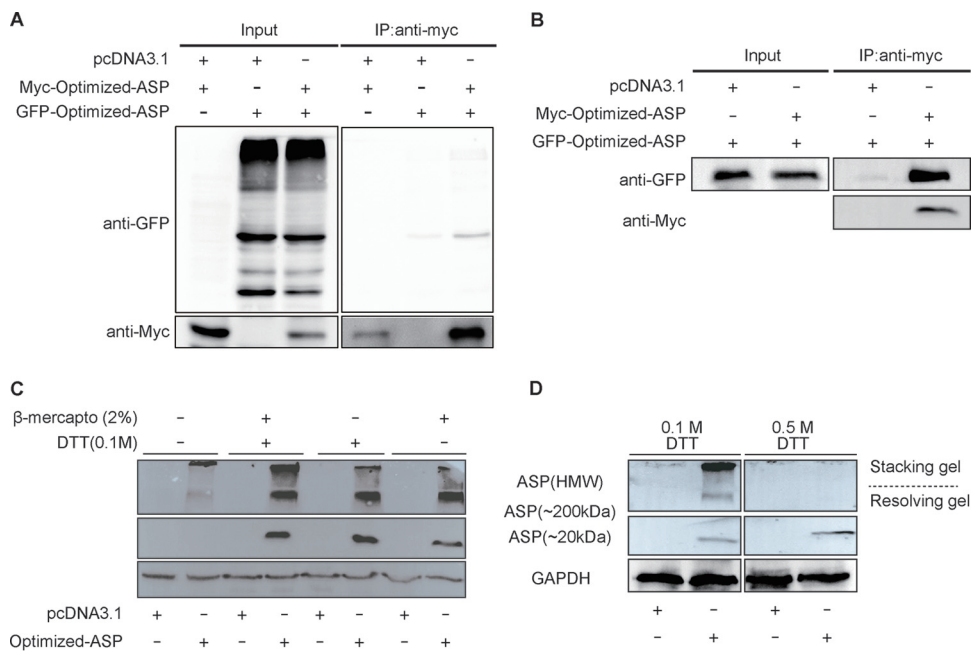 A
Input IP:anti-myc
pcDNA3.1 + + - + + -
Myc-Optimized-ASP + - + + - +
GFP-Optimized-ASP - + + - + +
anti-GFP
anti-Myc
B
Input IP:anti-myc
pcDNA3.1 + - + -
Myc-Optimized-ASP - + - +
GFP-Optimized-ASP + + + +
anti-GFP
anti-Myc
C
β-mercapto (2%) - + - +
DTT(0.1M) - + + -
pcDNA3.1 + - + - + - + -
Optimized-ASP - + - + - + - +
D
0.1 M DTT
0.5 M DTT
ASP(HMW)
ASP(~200kDa)
ASP(~20kDa)
GAPDH
Stacking gel
Resolving gel
+ - + -
- + - +